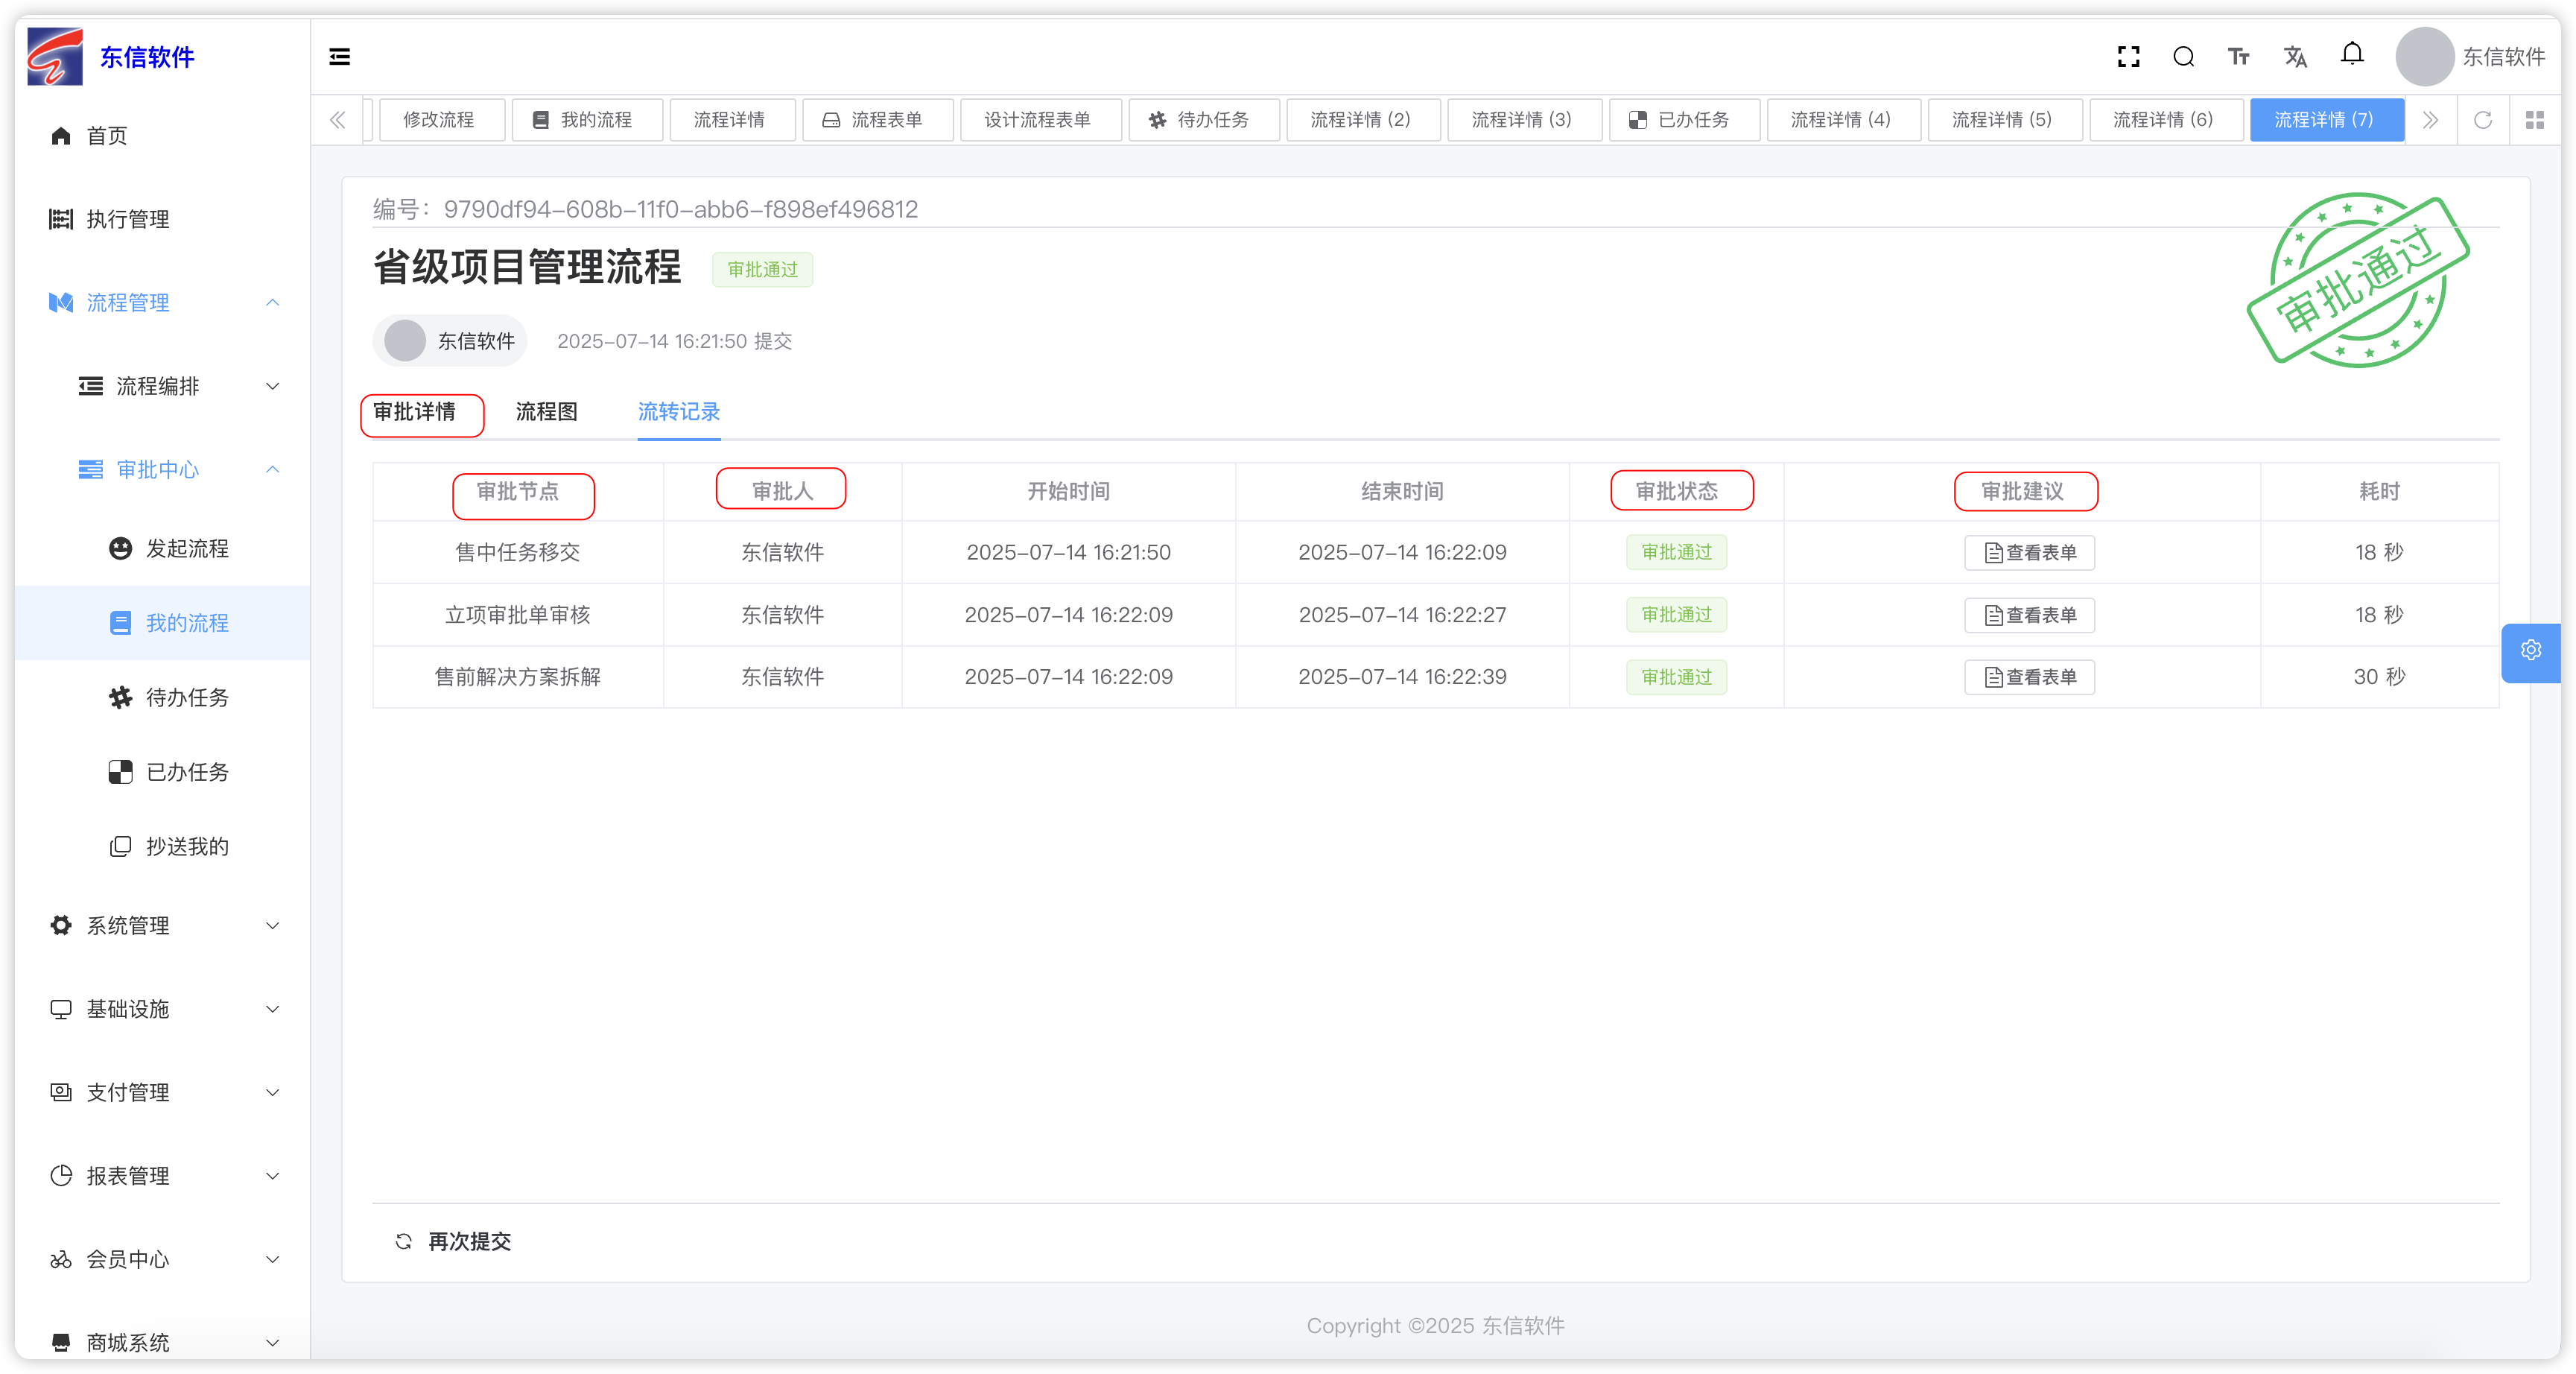 东信软件
东信软件
首页
执行管理
流程管理
流程编排
审批中心
发起流程
我的流程
待办任务
已办任务
抄送我的
系统管理
基础设施
支付管理
报表管理
会员中心
商城系统
修改流程 我的流程 流程详情 流程表单 设计流程表单 待办任务 流程详情 (2) 流程详情 (3) 已办任务 流程详情 (4) 流程详情 (5) 流程详情 (6) 流程详情 (7)
编号：9790df94-608b-11f0-abb6-f898ef496812
省级项目管理流程 审批通过
审批通过
东信软件 2025-07-14 16:21:50 提交
审批详情 流程图 流转记录
审批节点 审批人 开始时间 结束时间 审批状态 审批建议 耗时
售中任务移交 东信软件 2025-07-14 16:21:50 2025-07-14 16:22:09 审批通过 查看表单 18 秒
立项审批单审核 东信软件 2025-07-14 16:22:09 2025-07-14 16:22:27 审批通过 查看表单 18 秒
售前解决方案拆解 东信软件 2025-07-14 16:22:09 2025-07-14 16:22:39 审批通过 查看表单 30 秒
再次提交
Copyright ©2025 东信软件